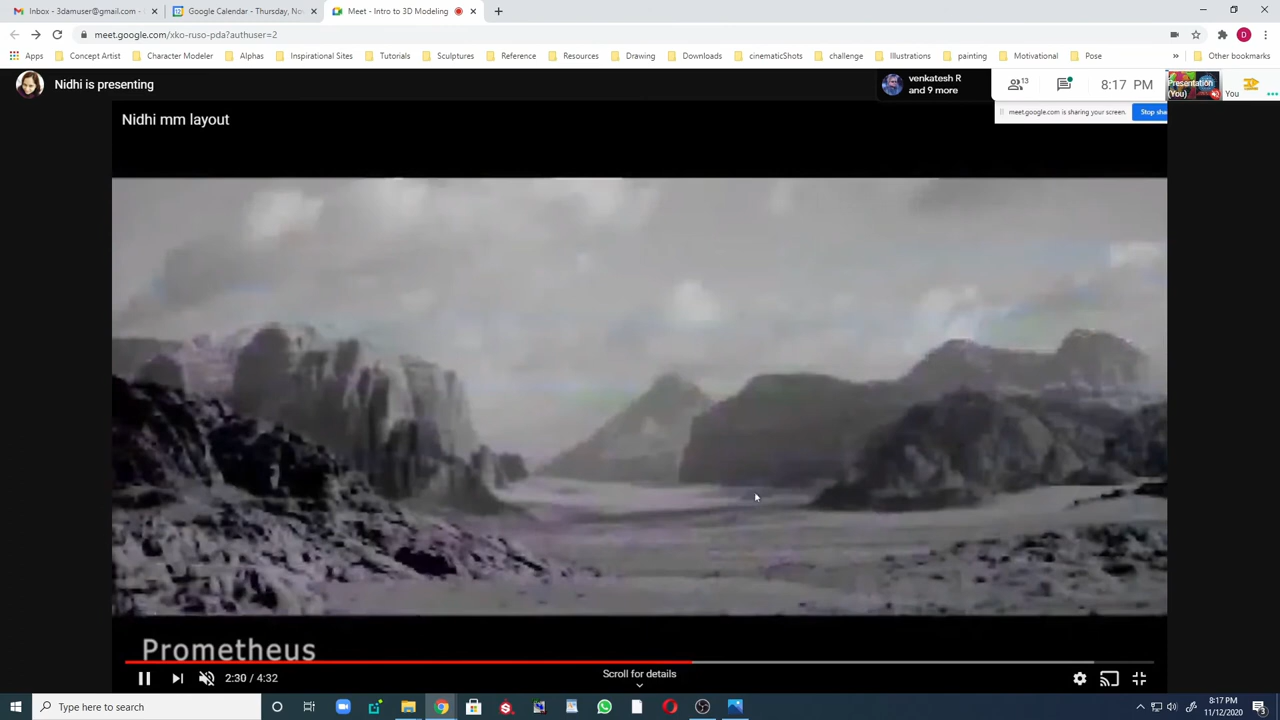 Inbox - 3damuser@gmail.com -
Google Calendar - Thursday, Nov
Meet - Intro to 3D Modeling
meet.google.com/xko-ruso-pda?authuser=2
D
Apps
Concept Artist
Character Modeler
Alphas
Inspirational Sites
Tutorials
Sculptures
Reference
Resources
Drawing
Downloads
cinematicShots
challenge
Illustrations
painting
Motivational
Pose
»
Other bookmarks
Nidhi is presenting
venkatesh R
and 9 more
13
8:17 PM
Presentation
(You)
You
meet.google.com is sharing your screen.
Stop sha
Nidhi mm layout
Prometheus
2:30 / 4:32
Scroll for details
Type here to search
8:17 PM
11/12/2020